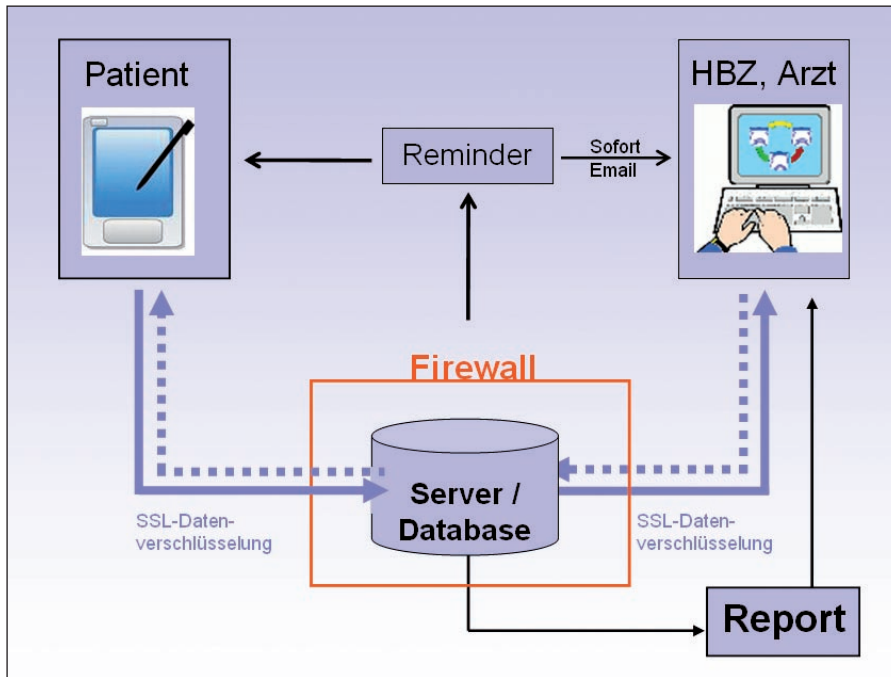 Patient
HBZ, Arzt
Reminder
Sofort
Email
Firewall
Server /
Database
SSL-Daten-
verschlüsselung
SSL-Daten-
verschlüsselung
Report